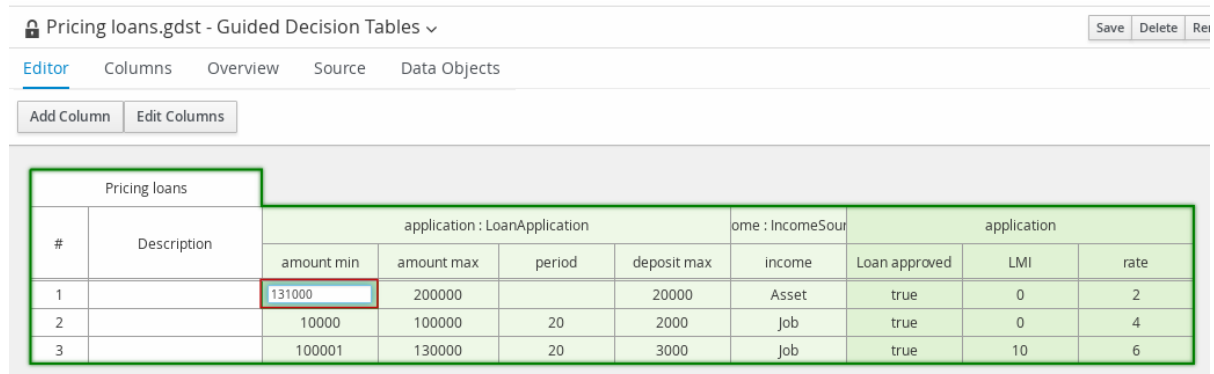 Pricing loans.gdst - Guided Decision Tables
Save Delete Rer
Editor Columns Overview Source Data Objects
Add Column Edit Columns
Pricing loans
# Description application : LoanApplication ome : IncomeSour application
amount min amount max period deposit max income Loan approved LMI rate
1 131000 200000 20000 Asset true 0 2
2 10000 100000 20 2000 Job true 0 4
3 100001 130000 20 3000 Job true 10 6